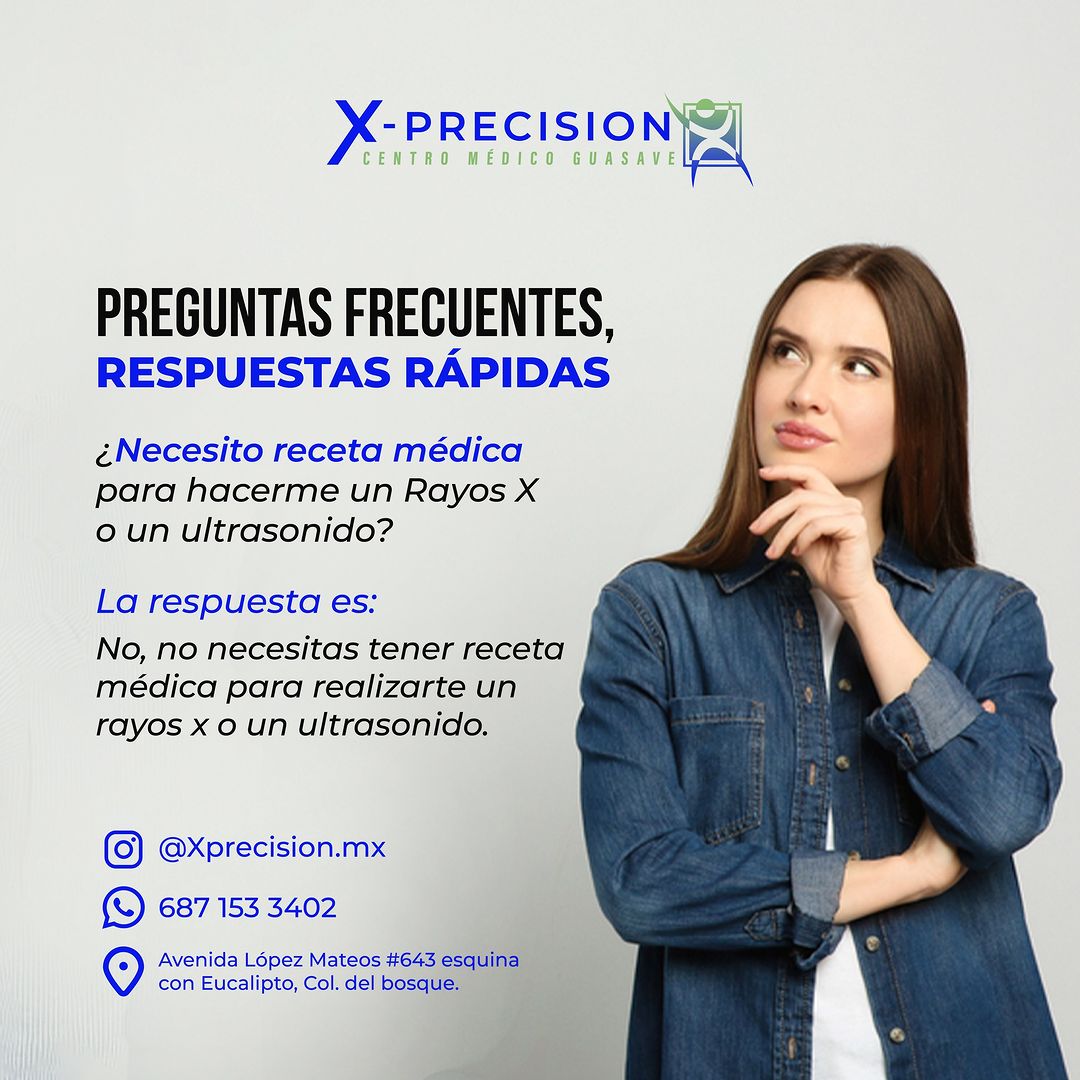 X-PRECISION
CENTRO MÉDICO GUASAVE
PREGUNTAS FRECUENTES,
RESPUESTAS RÁPIDAS
¿Necesito receta médica
para hacerme un Rayos X
o un ultrasonido?
La respuesta es:
No, no necesitas tener receta
médica para realizarte un
rayos x o un ultrasonido.
@Xprecision.mx
687 153 3402
Avenida López Mateos #643 esquina
con Eucalipto, Col. del bosque.